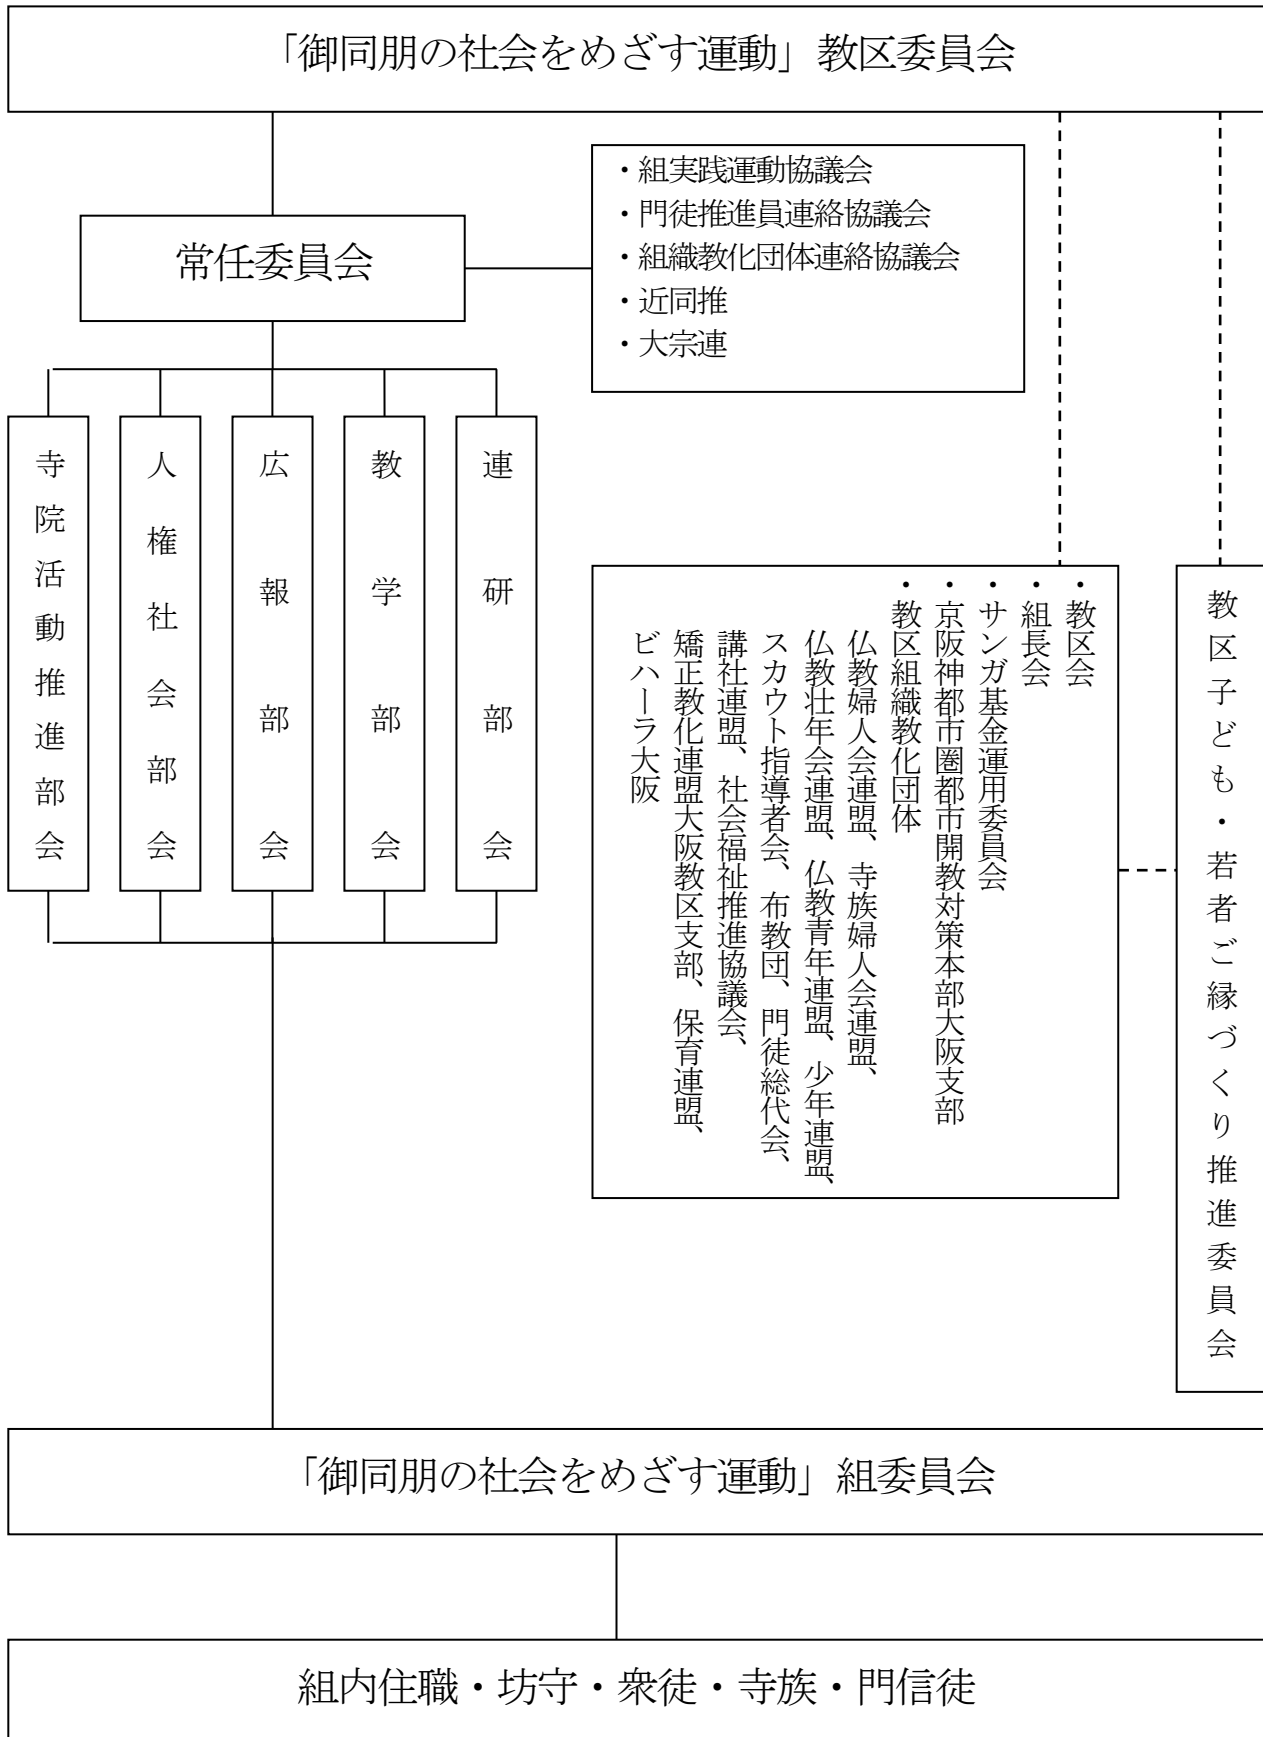 「御同朋の社会をめざす運動」教区委員会
常任委員会
・組実践運動協議会
・門徒推進員連絡協議会
・組織教化団体連絡協議会
・近同推
・大宗連
寺院活動推進部会
人権社会部会
広報部会
教学部会
連研部会
・教区会
・組長会
・サンガ基金運用委員会
・京阪神都市圏都市開教対策本部大阪支部
・教区組織教化団体
仏教婦人会連盟、寺族婦人会連盟、
仏教壮年会連盟、仏教青年連盟、少年連盟、
スカウト指導者会、布教団、門徒総代会、
講社連盟、社会福祉推進協議会、
矯正教化連盟大阪教区支部、保育連盟、
ビハーラ大阪
教区子ども・若者ご縁づくり推進委員会
「御同朋の社会をめざす運動」組委員会
組内住職・坊守・衆徒・寺族・門信徒